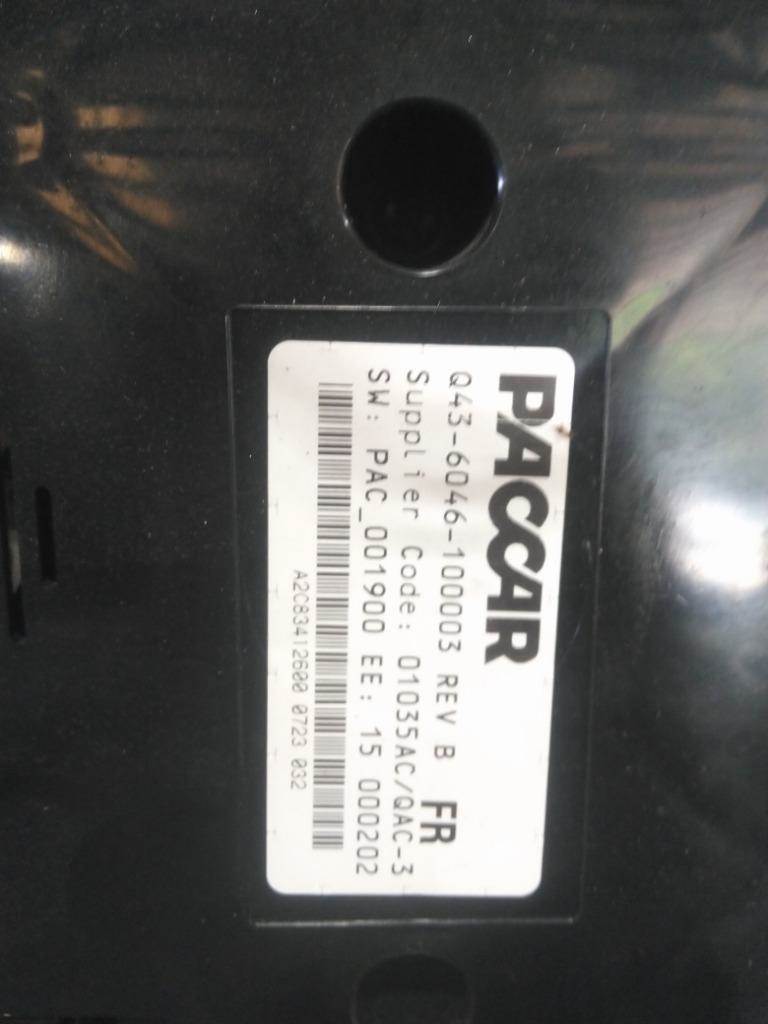 PACCAR
Q43-6046-100003 REV B FR
Supplier Code: 01035AC/QAC-3
SW: PAC_001900 EE: 15 000202
A2C83412600 0723 032